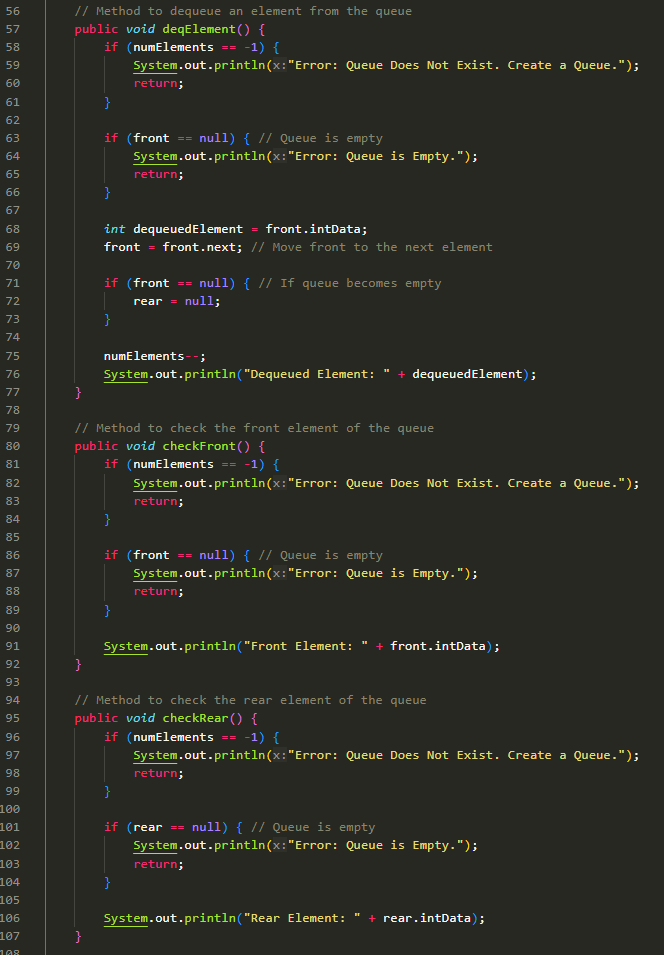 56 // Method to dequeue an element from the queue
57 public void deqElement() {
58 if (numElements == -1) {
59 System.out.println(x:"Error: Queue Does Not Exist. Create a Queue.");
60 return;
61 }
62
63 if (front == null) { // Queue is empty
64 System.out.println(x:"Error: Queue is Empty.");
65 return;
66 }
67
68 int dequeuedElement = front.intData;
69 front = front.next; // Move front to the next element
70
71 if (front == null) { // If queue becomes empty
72 rear = null;
73 }
74
75 numElements--;
76 System.out.println("Dequeued Element: " + dequeuedElement);
77 }
78
79 // Method to check the front element of the queue
80 public void checkFront() {
81 if (numElements == -1) {
82 System.out.println(x:"Error: Queue Does Not Exist. Create a Queue.");
83 return;
84 }
85
86 if (front == null) { // Queue is empty
87 System.out.println(x:"Error: Queue is Empty.");
88 return;
89 }
90
91 System.out.println("Front Element: " + front.intData);
92 }
93
94 // Method to check the rear element of the queue
95 public void checkRear() {
96 if (numElements == -1) {
97 System.out.println(x:"Error: Queue Does Not Exist. Create a Queue.");
98 return;
99 }
100
101 if (rear == null) { // Queue is empty
102 System.out.println(x:"Error: Queue is Empty.");
103 return;
104 }
105
106 System.out.println("Rear Element: " + rear.intData);
107 }
108